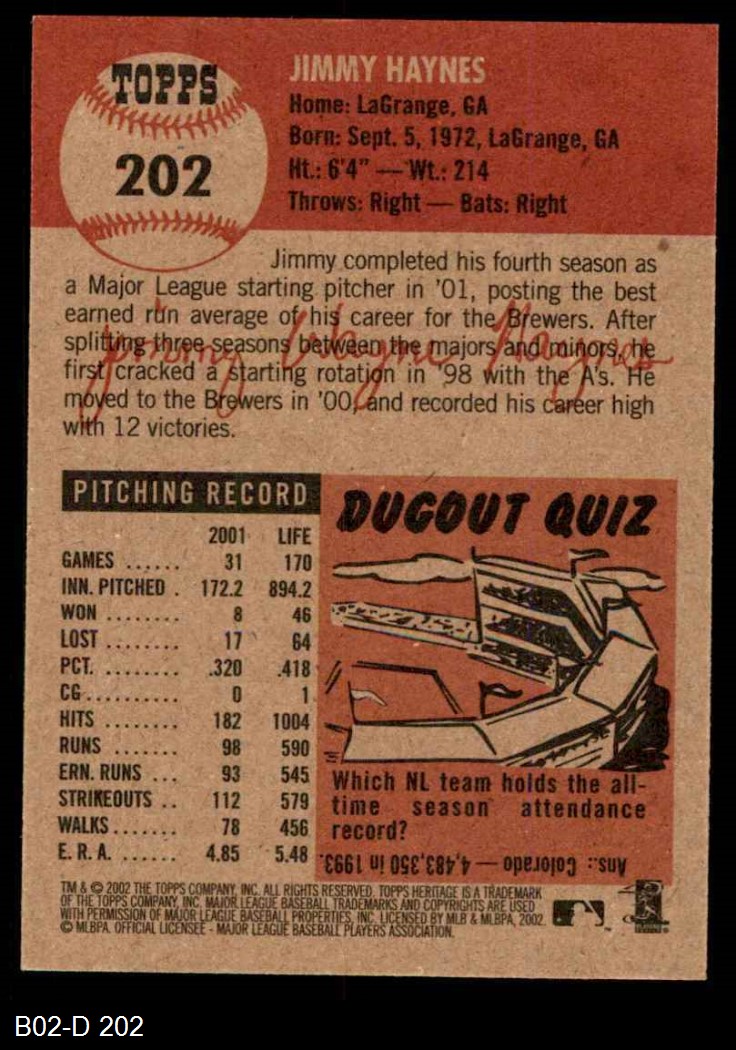 TOPPS
202
JIMMY HAYNES
Home: LaGrange, GA
Born: Sept. 5, 1972, LaGrange, GA
Ht.: 6'4" — Wt.: 214
Throws: Right — Bats: Right
Jimmy completed his fourth season as
a Major League starting pitcher in '01, posting the best
earned run average of his career for the Brewers. After
splitting three seasons between the majors and minors, he
first cracked a starting rotation in '98 with the A's. He
moved to the Brewers in '00, and recorded his career high
with 12 victories.
Jimmy Wayne Haynes
PITCHING RECORD
2001 LIFE
GAMES ...... 31 170
INN. PITCHED . 172.2 894.2
WON ........ 8 46
LOST ........ 17 64
PCT. ........ .320 .418
CG.......... 0 1
HITS ........ 182 1004
RUNS ....... 98 590
ERN. RUNS ... 93 545
STRIKEOUTS .. 112 579
WALKS....... 78 456
E. R. A. ...... 4.85 5.48
DUGOUT QUIZ
Which NL team holds the all-
time season attendance
record?
Ans.: Colorado — 4,483,350 in 1993.
TM & © 2002 THE TOPPS COMPANY, INC. ALL RIGHTS RESERVED. TOPPS HERITAGE IS A TRADEMARK
OF THE TOPPS COMPANY, INC. MAJOR LEAGUE BASEBALL TRADEMARKS AND COPYRIGHTS ARE USED
WITH PERMISSION OF MAJOR LEAGUE BASEBALL PROPERTIES, INC. LICENSED BY MLB & MLBPA, 2002.
© MLBPA. OFFICIAL LICENSEE - MAJOR LEAGUE BASEBALL PLAYERS ASSOCIATION.
B02-D 202